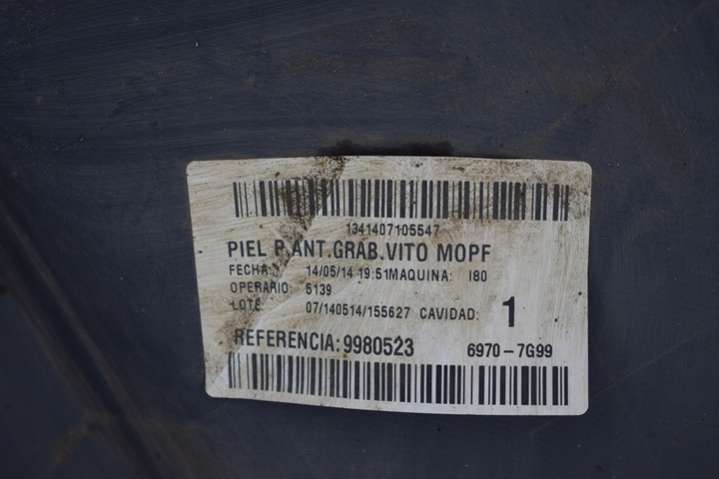 1341407105547
PIEL P.ANT.GRAB.VITO MOPF
FECHA: 14/05/14 19:51 MAQUINA: I80
OPERARIO: 6139
LOTE: 07/140514/155627 CAVIDAD: 1
REFERENCIA: 9980523 6970-7G99